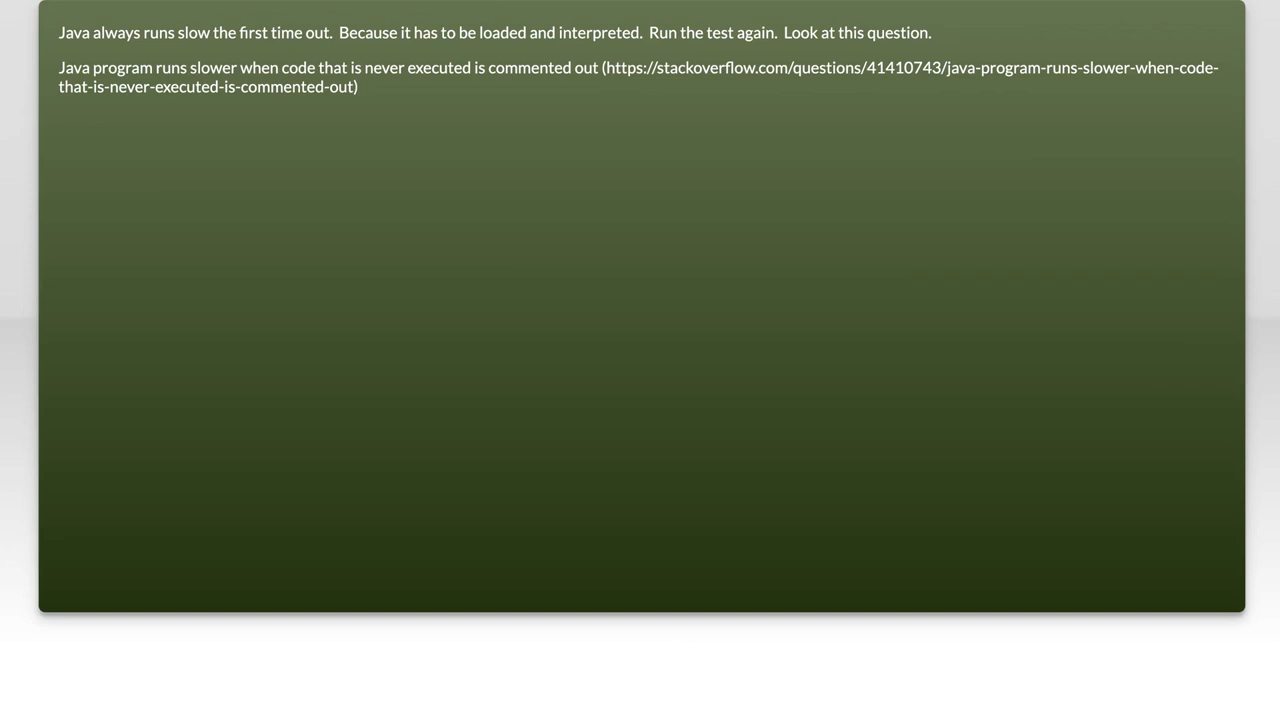 Java always runs slow the first time out.  Because it has to be loaded and interpreted.  Run the test again.  Look at this question.
Java program runs slower when code that is never executed is commented out (https://stackoverflow.com/questions/41410743/java-program-runs-slower-when-code-
that-is-never-executed-is-commented-out)